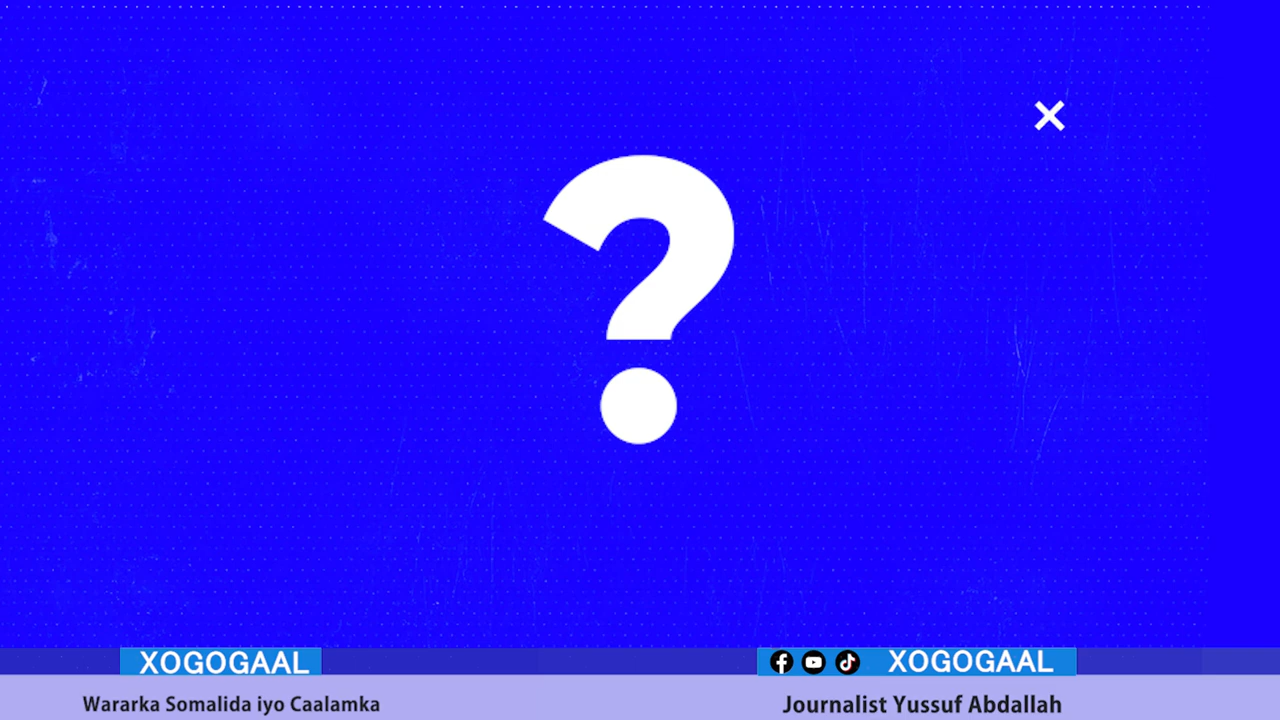 ?
XOGOGAAL
XOGOGAAL
Wararka Somalida iyo Caalamka
Journalist Yussuf Abdallah